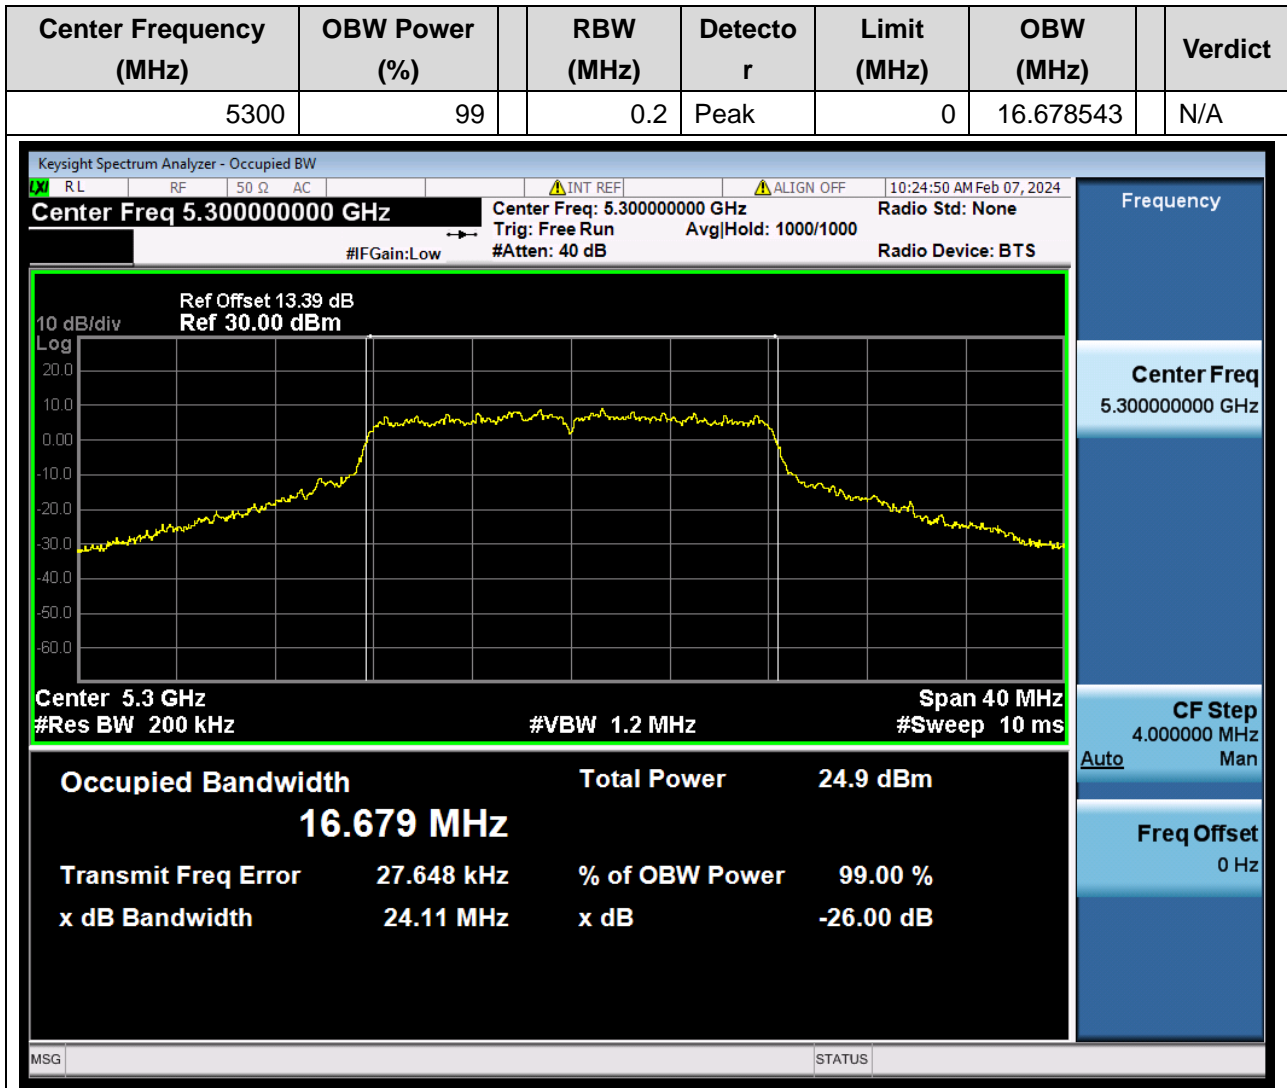 Center Frequency (MHz) OBW Power (%) RBW (MHz) Detector Limit (MHz) OBW (MHz) Verdict
5300 99 0.2 Peak 0 16.678543 N/A
Keysight Spectrum Analyzer - Occupied BW
LXI RL RF 50 Ω AC INT REF ALIGN OFF 10:24:50 AM Feb 07, 2024
Center Freq 5.300000000 GHz
Center Freq: 5.300000000 GHz Radio Std: None
Trig: Free Run Avg|Hold: 1000/1000
#IFGain:Low #Atten: 40 dB Radio Device: BTS
Ref Offset 13.39 dB
10 dB/div Ref 30.00 dBm
Log
20.0
10.0
0.00
-10.0
-20.0
-30.0
-40.0
-50.0
-60.0
Center 5.3 GHz Span 40 MHz
#Res BW 200 kHz #VBW 1.2 MHz #Sweep 10 ms
Occupied Bandwidth Total Power 24.9 dBm
16.679 MHz
Transmit Freq Error 27.648 kHz % of OBW Power 99.00 %
x dB Bandwidth 24.11 MHz x dB -26.00 dB
Frequency
Center Freq
5.300000000 GHz
CF Step
4.000000 MHz
Auto Man
Freq Offset
0 Hz
MSG STATUS